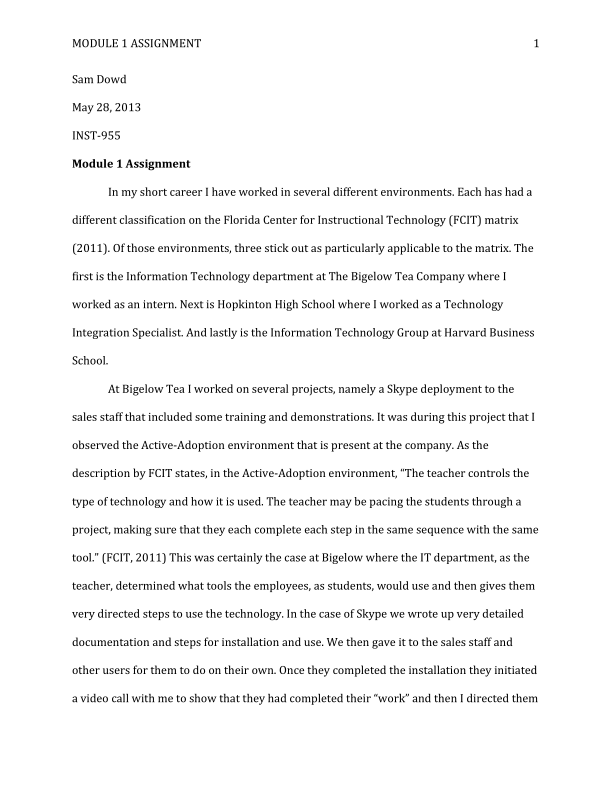 MODULE 1 ASSIGNMENT 1
Sam Dowd
May 28, 2013
INST-955
Module 1 Assignment
In my short career I have worked in several different environments. Each has had a
different classification on the Florida Center for Instructional Technology (FCIT) matrix
(2011). Of those environments, three stick out as particularly applicable to the matrix. The
first is the Information Technology department at The Bigelow Tea Company where I
worked as an intern. Next is Hopkinton High School where I worked as a Technology
Integration Specialist. And lastly is the Information Technology Group at Harvard Business
School.
At Bigelow Tea I worked on several projects, namely a Skype deployment to the
sales staff that included some training and demonstrations. It was during this project that I
observed the Active-Adoption environment that is present at the company. As the
description by FCIT states, in the Active-Adoption environment, “The teacher controls the
type of technology and how it is used. The teacher may be pacing the students through a
project, making sure that they each complete each step in the same sequence with the same
tool.” (FCIT, 2011) This was certainly the case at Bigelow where the IT department, as the
teacher, determined what tools the employees, as students, would use and then gives them
very directed steps to use the technology. In the case of Skype we wrote up very detailed
documentation and steps for installation and use. We then gave it to the sales staff and
other users for them to do on their own. Once they completed the installation they initiated
a video call with me to show that they had completed their “work” and then I directed them